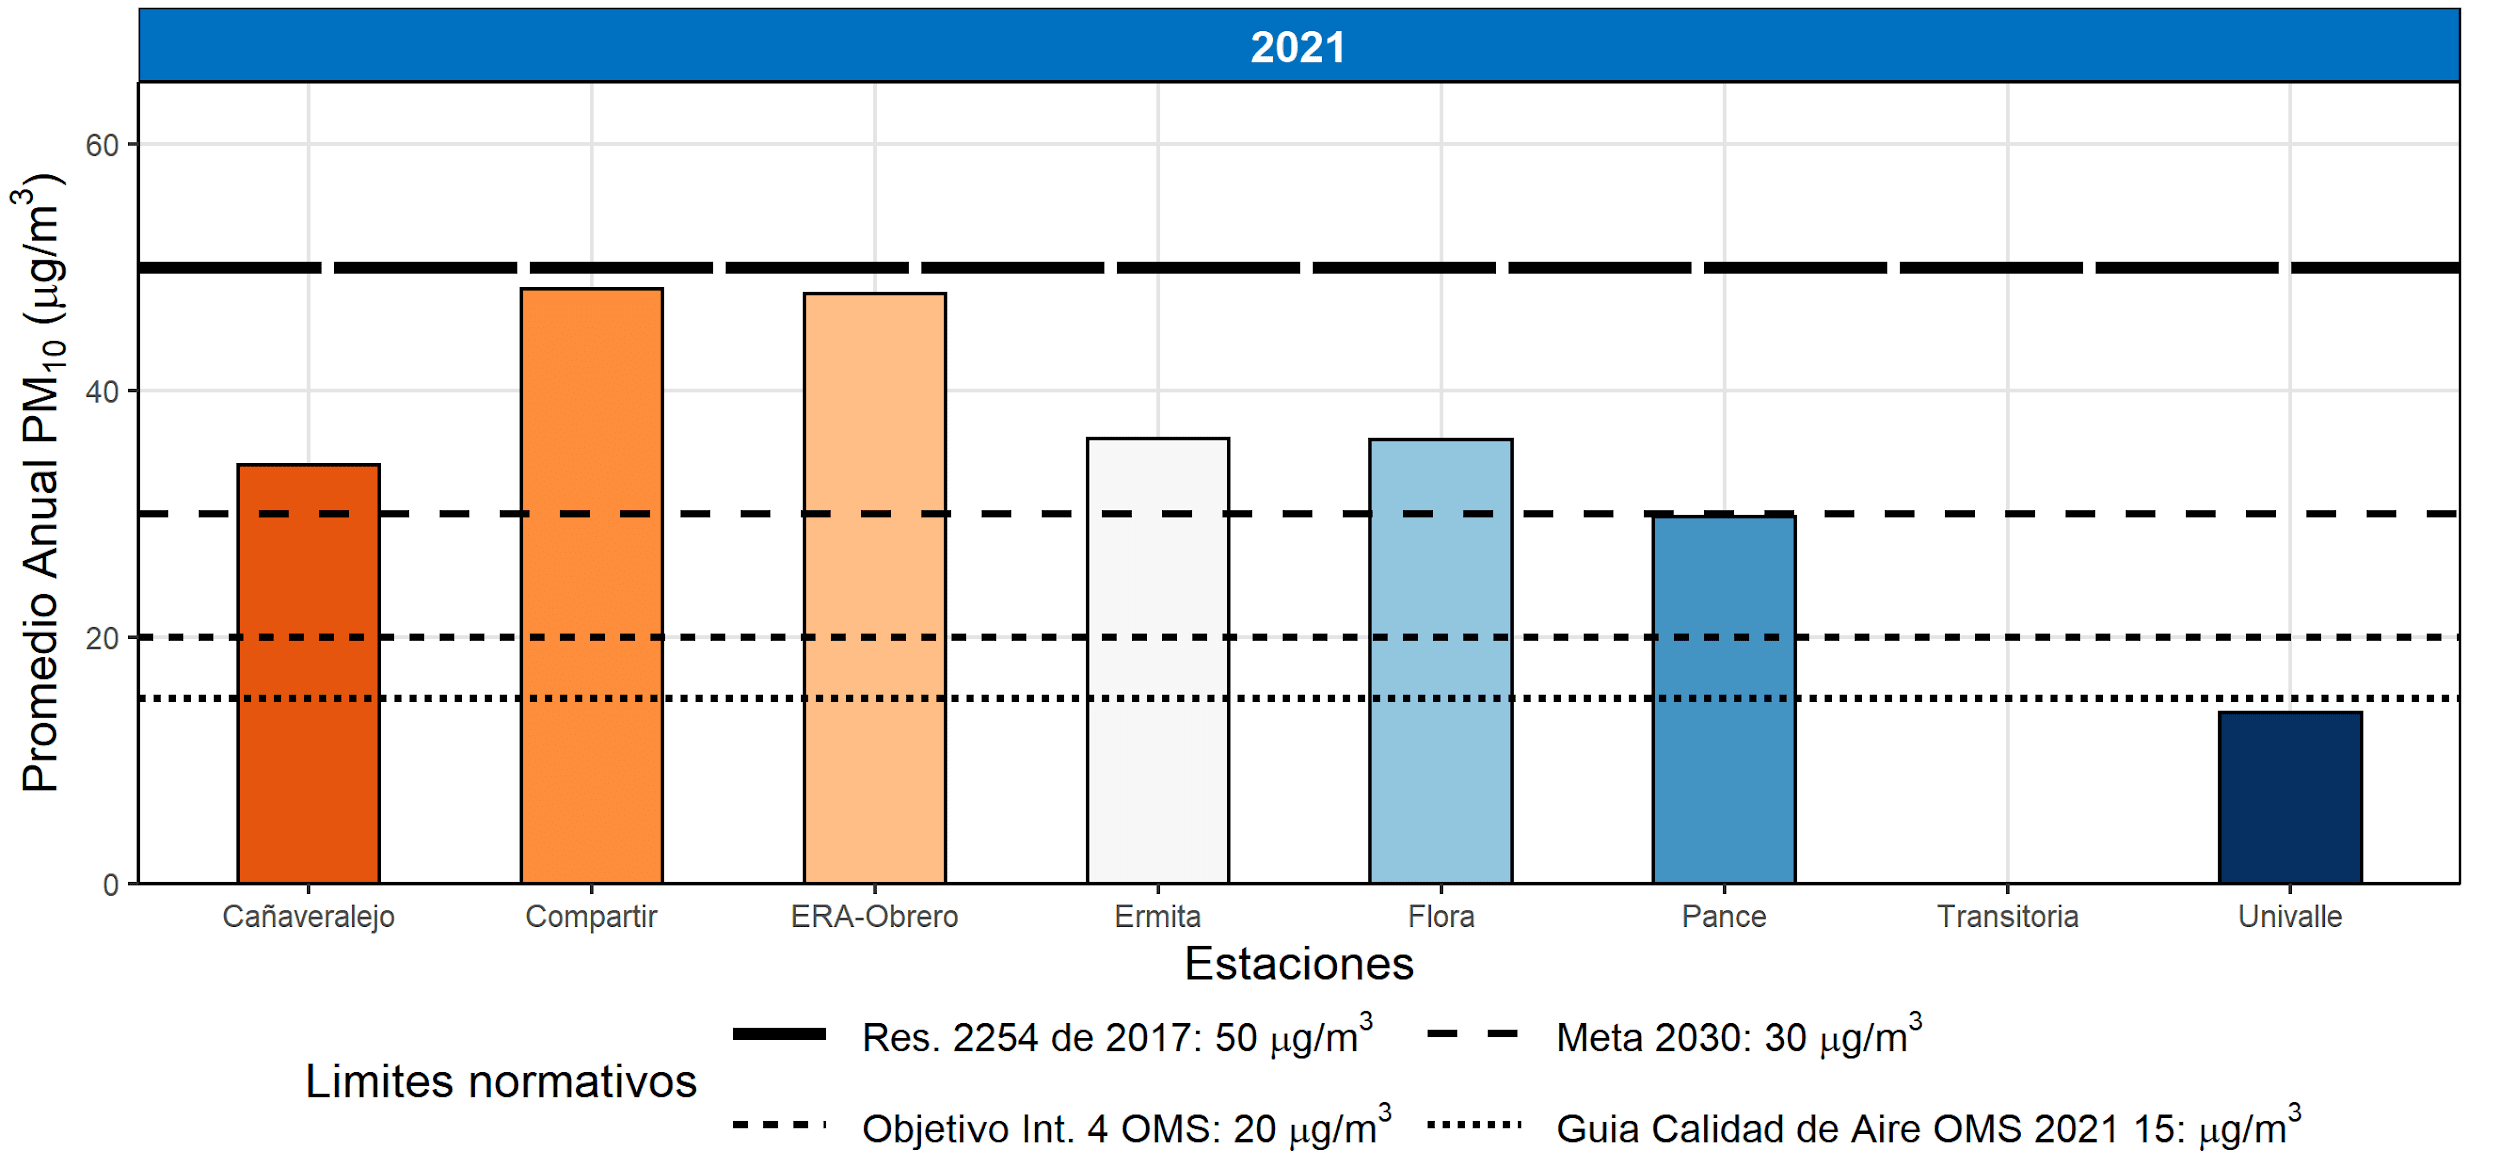 2021
Promedio Anual PM₁₀ (μg/m³)
60
40
20
0
Cañaveralejo Compartir ERA-Obrero Ermita Flora Pance Transitoria Univalle
Estaciones
Limites normativos
Res. 2254 de 2017: 50 μg/m³
Meta 2030: 30 μg/m³
Objetivo Int. 4 OMS: 20 μg/m³
Guia Calidad de Aire OMS 2021 15: μg/m³